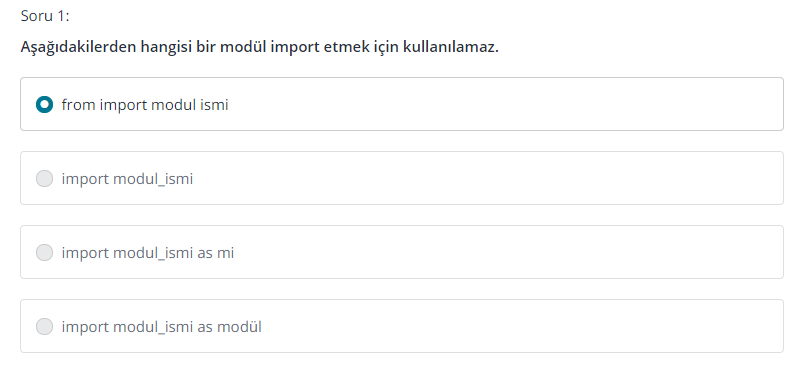 Soru 1:
Aşağıdakilerden hangisi bir modül import etmek için kullanılamaz.
from import modul ismi
import modul_ismi
import modul_ismi as mi
import modul_ismi as modül